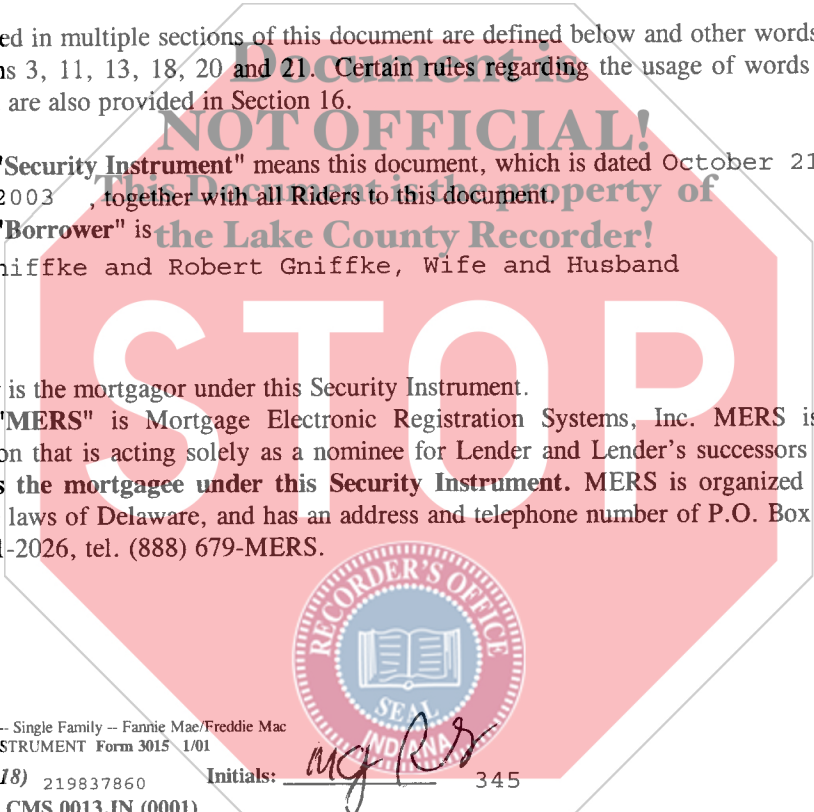 ed in multiple sections of this document are defined below and other words
ns 3, 11, 13, 18, 20 and 21. Certain rules regarding the usage of words
are also provided in Section 16.
Document is
NOT OFFICIAL!
This Document is the property of
the Lake County Recorder!
"Security Instrument" means this document, which is dated October 21
2003 , together with all Riders to this document.
"Borrower" is
niffke and Robert Gniffke, Wife and Husband
STOP
is the mortgagor under this Security Instrument.
"MERS" is Mortgage Electronic Registration Systems, Inc. MERS is
on that is acting solely as a nominee for Lender and Lender's successors
s the mortgagee under this Security Instrument. MERS is organized
laws of Delaware, and has an address and telephone number of P.O. Box
1-2026, tel. (888) 679-MERS.
RECORDER'S OFFICE
SEAL
INDIANA
-- Single Family -- Fannie Mae/Freddie Mac
STRUMENT Form 3015 1/01
18) 219837860 Initials: mg RG 345
CMS 0013.IN (0001)